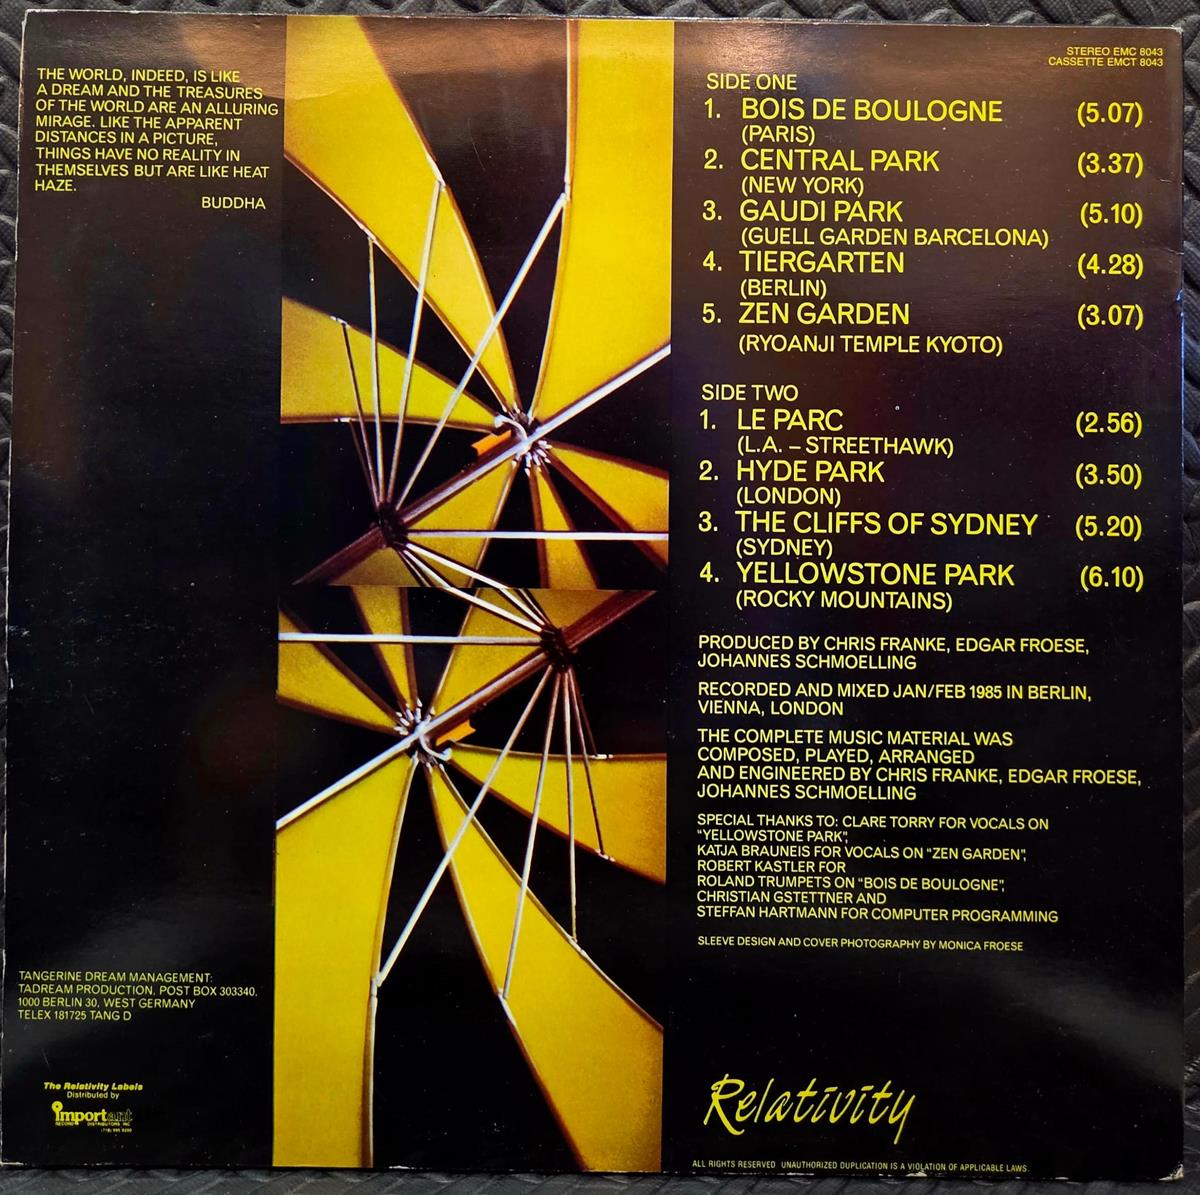 THE WORLD, INDEED, IS LIKE
A DREAM AND THE TREASURES
OF THE WORLD ARE AN ALLURING
MIRAGE. LIKE THE APPARENT
DISTANCES IN A PICTURE,
THINGS HAVE NO REALITY IN
THEMSELVES BUT ARE LIKE HEAT
HAZE.
BUDDHA
STEREO EMC 8043
CASSETTE EMCT 8043
SIDE ONE
1. BOIS DE BOULOGNE (5.07)
(PARIS)
2. CENTRAL PARK (3.37)
(NEW YORK)
3. GAUDI PARK (5.10)
(GUELL GARDEN BARCELONA)
4. TIERGARTEN (4.28)
(BERLIN)
5. ZEN GARDEN (3.07)
(RYOANJI TEMPLE KYOTO)
SIDE TWO
1. LE PARC (2.56)
(L.A. – STREETHAWK)
2. HYDE PARK (3.50)
(LONDON)
3. THE CLIFFS OF SYDNEY (5.20)
(SYDNEY)
4. YELLOWSTONE PARK (6.10)
(ROCKY MOUNTAINS)
PRODUCED BY CHRIS FRANKE, EDGAR FROESE,
JOHANNES SCHMOELLING
RECORDED AND MIXED JAN/FEB 1985 IN BERLIN,
VIENNA, LONDON
THE COMPLETE MUSIC MATERIAL WAS
COMPOSED, PLAYED, ARRANGED
AND ENGINEERED BY CHRIS FRANKE, EDGAR FROESE,
JOHANNES SCHMOELLING
SPECIAL THANKS TO: CLARE TORRY FOR VOCALS ON
"YELLOWSTONE PARK",
KATJA BRAUNEIS FOR VOCALS ON "ZEN GARDEN",
ROBERT KASTLER FOR
ROLAND TRUMPETS ON "BOIS DE BOULOGNE",
CHRISTIAN GSTETTNER AND
STEFFAN HARTMANN FOR COMPUTER PROGRAMMING
SLEEVE DESIGN AND COVER PHOTOGRAPHY BY MONICA FROESE
TANGERINE DREAM MANAGEMENT:
TADREAM PRODUCTION, POST BOX 303340,
1000 BERLIN 30, WEST GERMANY
TELEX 181725 TANG D
The Relativity Labels
Distributed by
important
RECORD DISTRIBUTORS INC
Relativity
ALL RIGHTS RESERVED UNAUTHORIZED DUPLICATION IS A VIOLATION OF APPLICABLE LAWS.